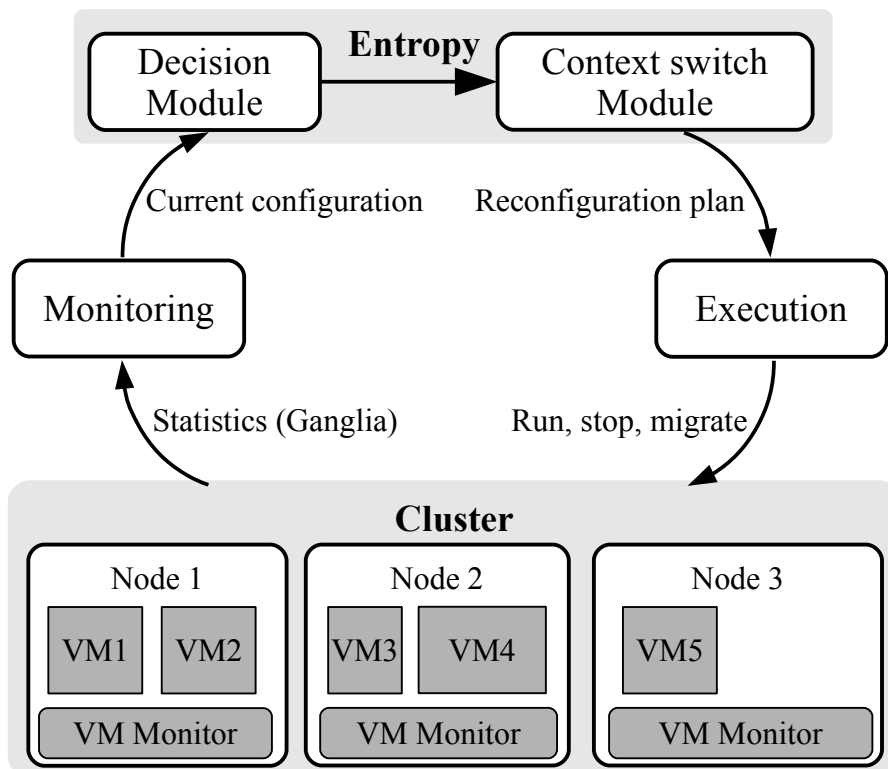 Entropy
Decision
Module
Context switch
Module
Current configuration
Reconfiguration plan
Monitoring
Execution
Statistics (Ganglia)
Run, stop, migrate
Cluster
Node 1
Node 2
Node 3
VM1
VM2
VM3
VM4
VM5
VM Monitor
VM Monitor
VM Monitor